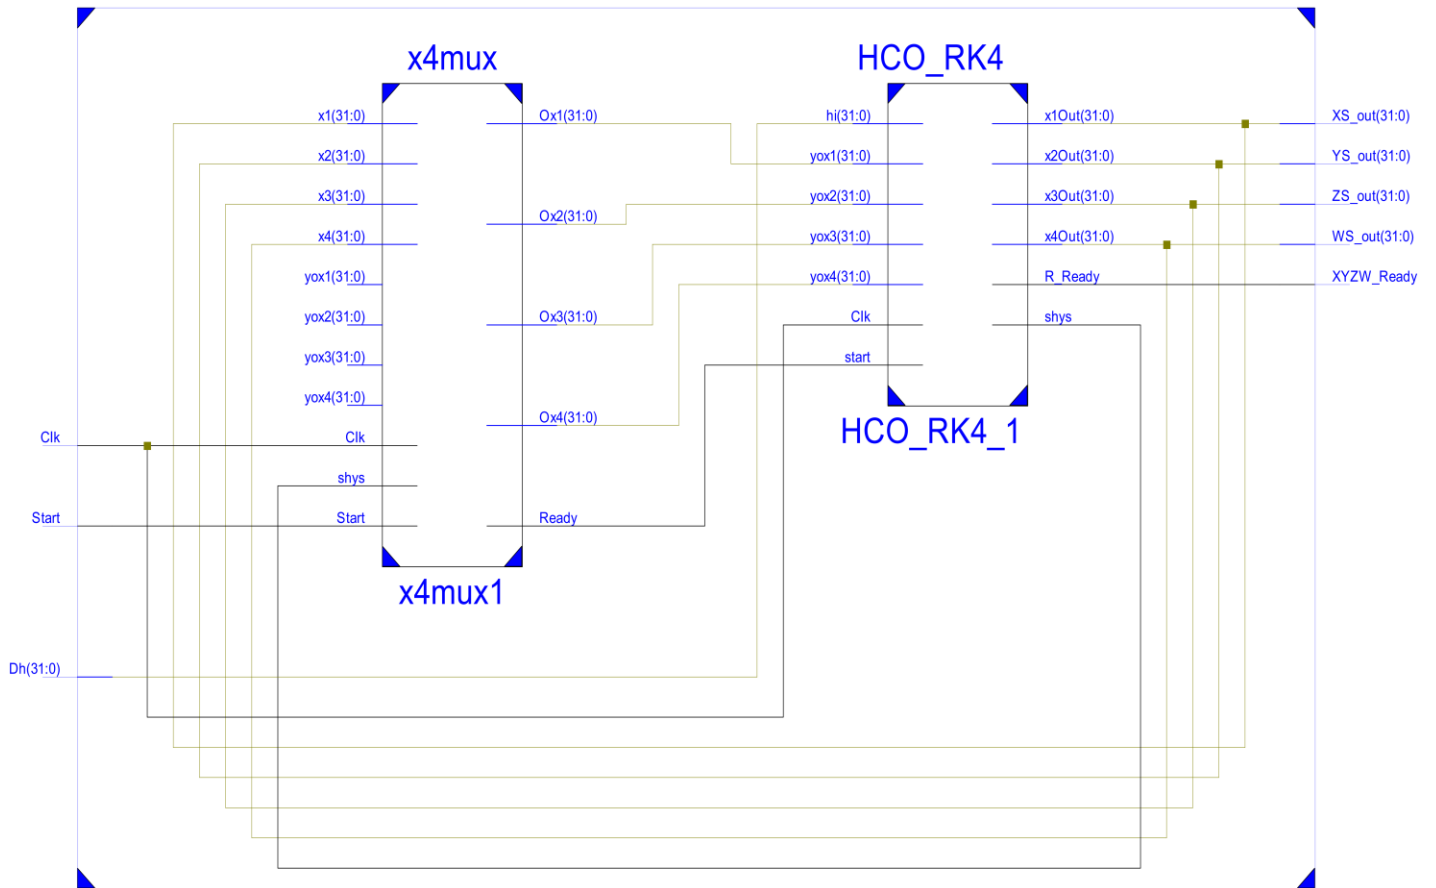 x4mux
HCO_RK4
x1(31:0)
Ox1(31:0)
hi(31:0)
x1Out(31:0)
XS_out(31:0)
x2(31:0)
yox1(31:0)
x2Out(31:0)
YS_out(31:0)
x3(31:0)
Ox2(31:0)
yox2(31:0)
x3Out(31:0)
ZS_out(31:0)
x4(31:0)
yox3(31:0)
x4Out(31:0)
WS_out(31:0)
yox1(31:0)
yox4(31:0)
R_Ready
XYZW_Ready
yox2(31:0)
Ox3(31:0)
Clk
shys
yox3(31:0)
start
yox4(31:0)
Ox4(31:0)
HCO_RK4_1
Clk
Clk
shys
Start
Start
Ready
x4mux1
Dh(31:0)